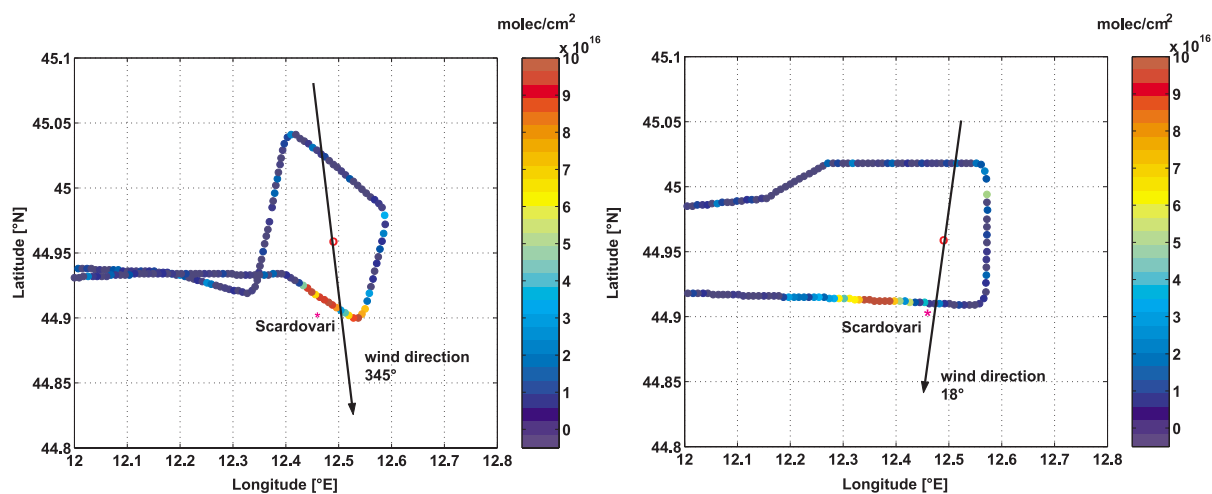 molec/cm2
x 10^16
45.1
45.05
45
44.95
44.9
44.85
44.8
Latitude [°N]
12 12.1 12.2 12.3 12.4 12.5 12.6 12.7 12.8
Longitude [°E]
Scardovari
wind direction
345°
9
8
7
6
5
4
3
2
1
0
molec/cm2
x 10^16
45.1
45.05
45
44.95
44.9
44.85
44.8
Latitude [°N]
12 12.1 12.2 12.3 12.4 12.5 12.6 12.7 12.8
Longitude [°E]
Scardovari
*
wind direction
18°
10
9
8
7
6
5
4
3
2
1
0